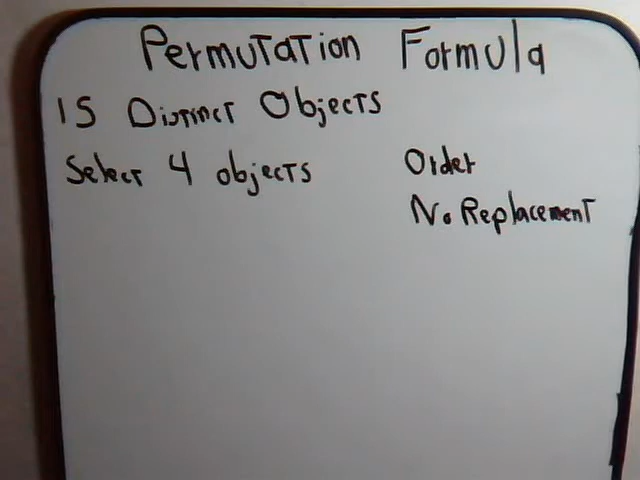 Permutation Formula
15 Distinct Objects
Select 4 objects
Order
No Replacement